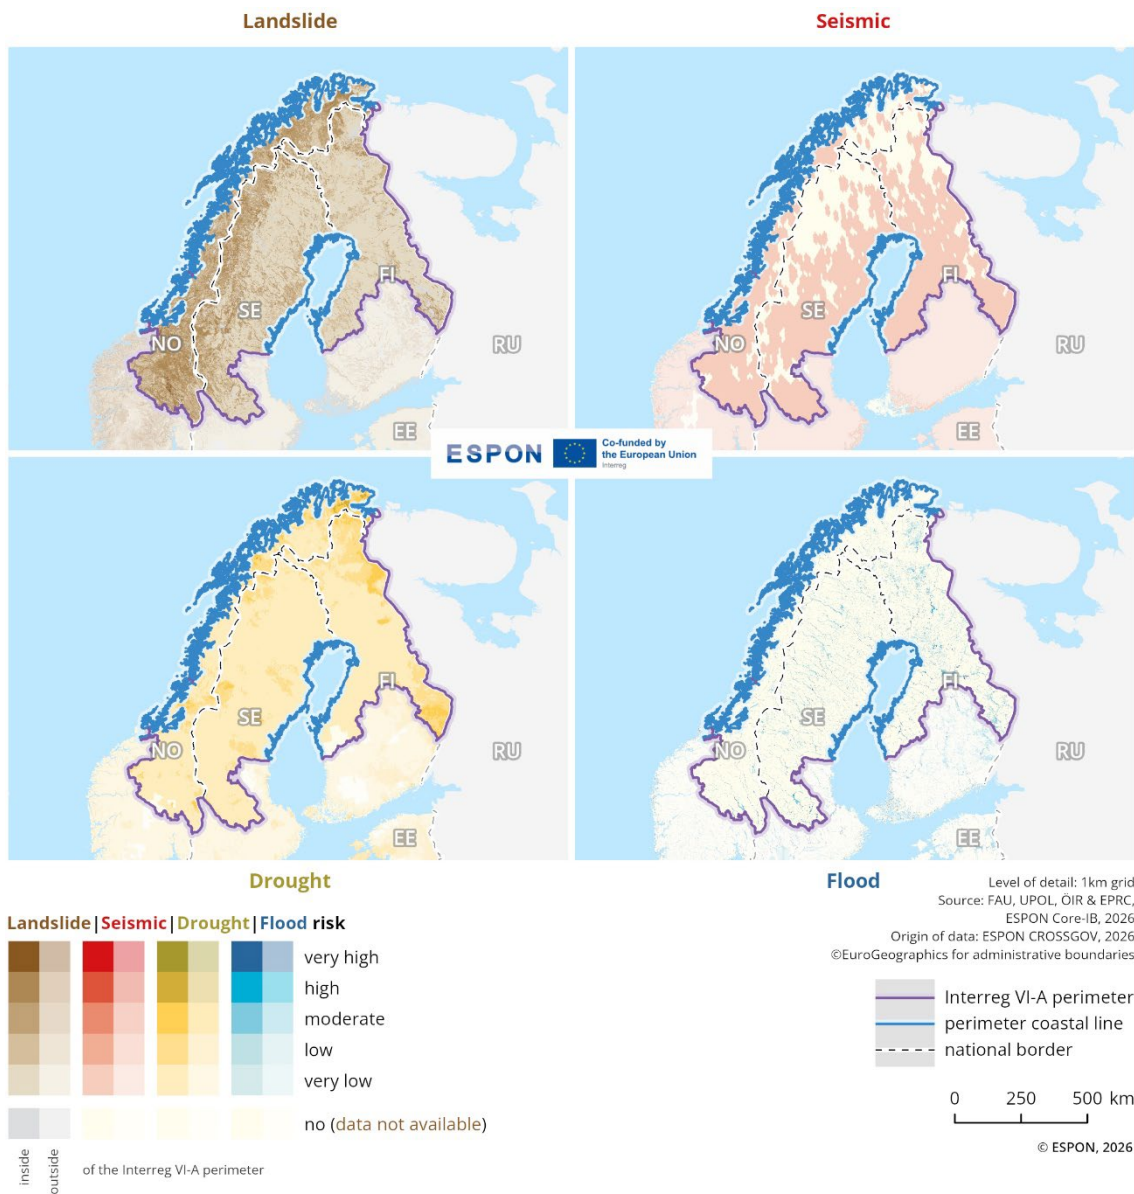 Landslide
Seismic
NO
SE
FI
RU
EE
NO
SE
FI
RU
EE
ESPON
Co-funded by
the European Union
Interreg
NO
SE
FI
RU
EE
NO
SE
FI
RU
EE
Drought
Flood
Level of detail: 1km grid
Source: FAU, UPOL, ÖIR & EPRC,
ESPON Core-IB, 2026
Origin of data: ESPON CROSSGOV, 2026
©EuroGeographics for administrative boundaries
Landslide|Seismic|Drought|Flood risk
very high
high
moderate
low
very low
no (data not available)
inside
outside
of the Interreg VI-A perimeter
Interreg VI-A perimeter
perimeter coastal line
national border
0 250 500 km
© ESPON, 2026